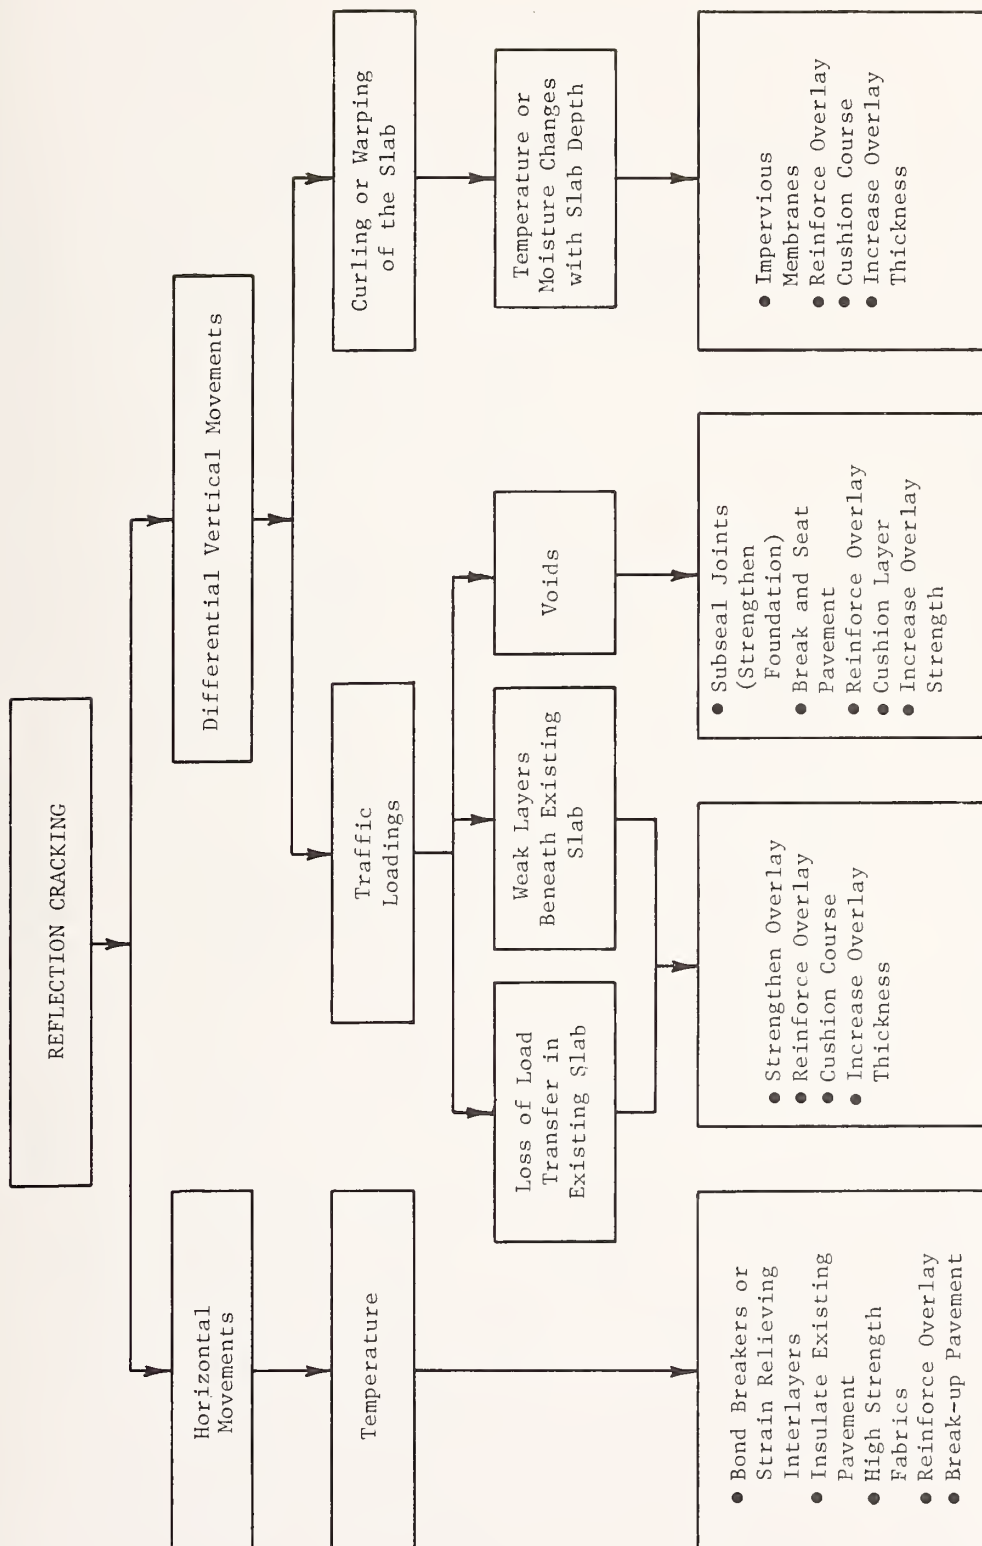 REFLECTION CRACKING
Horizontal
Movements
Differential Vertical Movements
Temperature
Traffic
Loadings
Curling or Warping
of the Slab
Loss of Load
Transfer in
Existing Slab
Weak Layers
Beneath Existing
Slab
Voids
Temperature or
Moisture Changes
with Slab Depth
● Bond Breakers or
Strain Relieving
Interlayers
● Insulate Existing
Pavement
● High Strength
Fabrics
● Reinforce Overlay
● Break-up Pavement
● Strengthen Overlay
● Reinforce Overlay
● Cushion Course
● Increase Overlay
Thickness
● Subseal Joints
(Strengthen
Foundation)
● Break and Seat
Pavement
● Reinforce Overlay
● Cushion Layer
● Increase Overlay
Strength
● Impervious
Membranes
● Reinforce Overlay
● Cushion Course
● Increase Overlay
Thickness